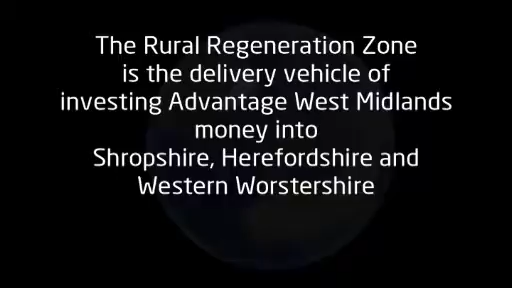 The Rural Regeneration Zone
is the delivery vehicle of
investing Advantage West Midlands
money into
Shropshire, Herefordshire and
Western Worstershire